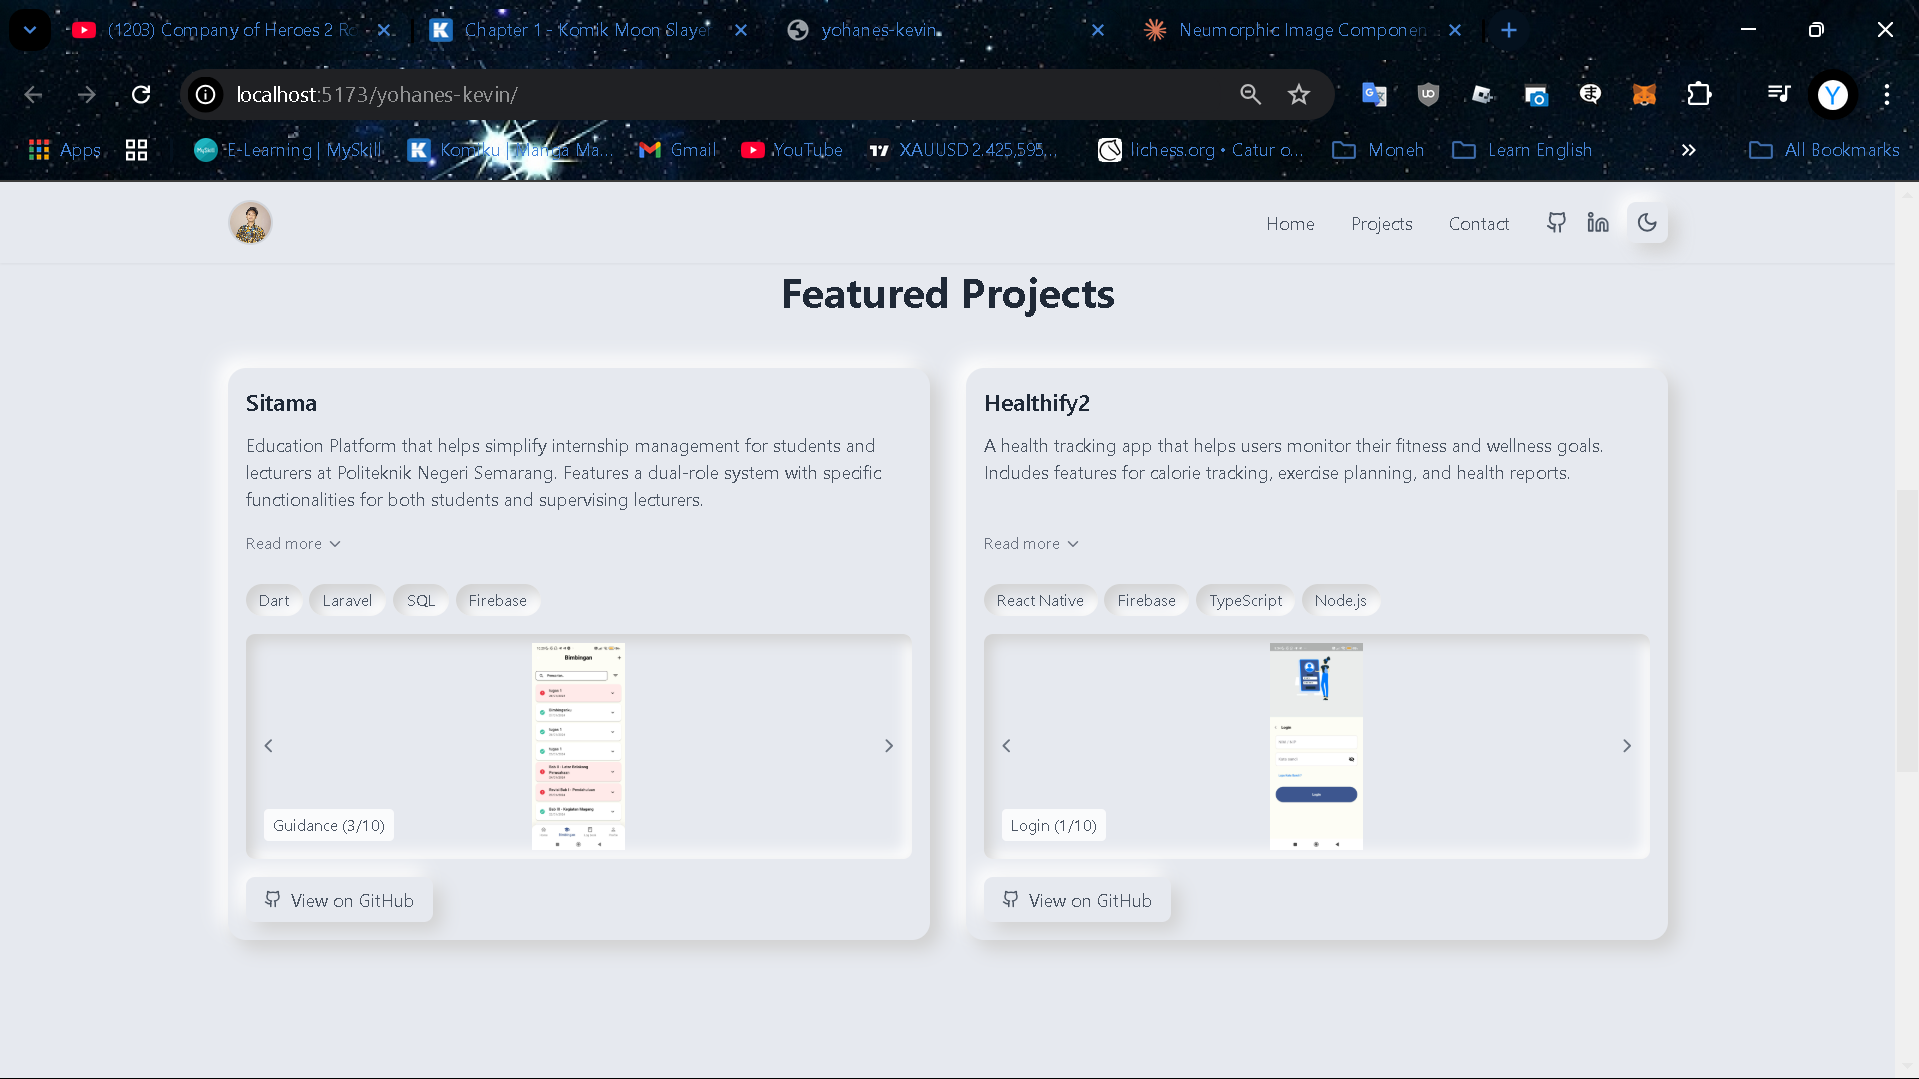 (1203) Company of Heroes 2 Ro
Chapter 1 - Komik Moon Slayer
yohanes-kevin
Neumorphic Image Componen
localhost:5173/yohanes-kevin/
Y
Apps
E-Learning | MySkill
Komiku | Manga Ma...
Gmail
YouTube
XAUUSD 2.425,595...
lichess.org • Catur o...
Moneh
Learn English
All Bookmarks
Home
Projects
Contact
Featured Projects
Sitama
Education Platform that helps simplify internship management for students and
lecturers at Politeknik Negeri Semarang. Features a dual-role system with specific
functionalities for both students and supervising lecturers.
Read more
Dart
Laravel
SQL
Firebase
Bimbingan
Guidance (3/10)
View on GitHub
Healthify2
A health tracking app that helps users monitor their fitness and wellness goals.
Includes features for calorie tracking, exercise planning, and health reports.
Read more
React Native
Firebase
TypeScript
Node.js
Login
Login
Login (1/10)
View on GitHub